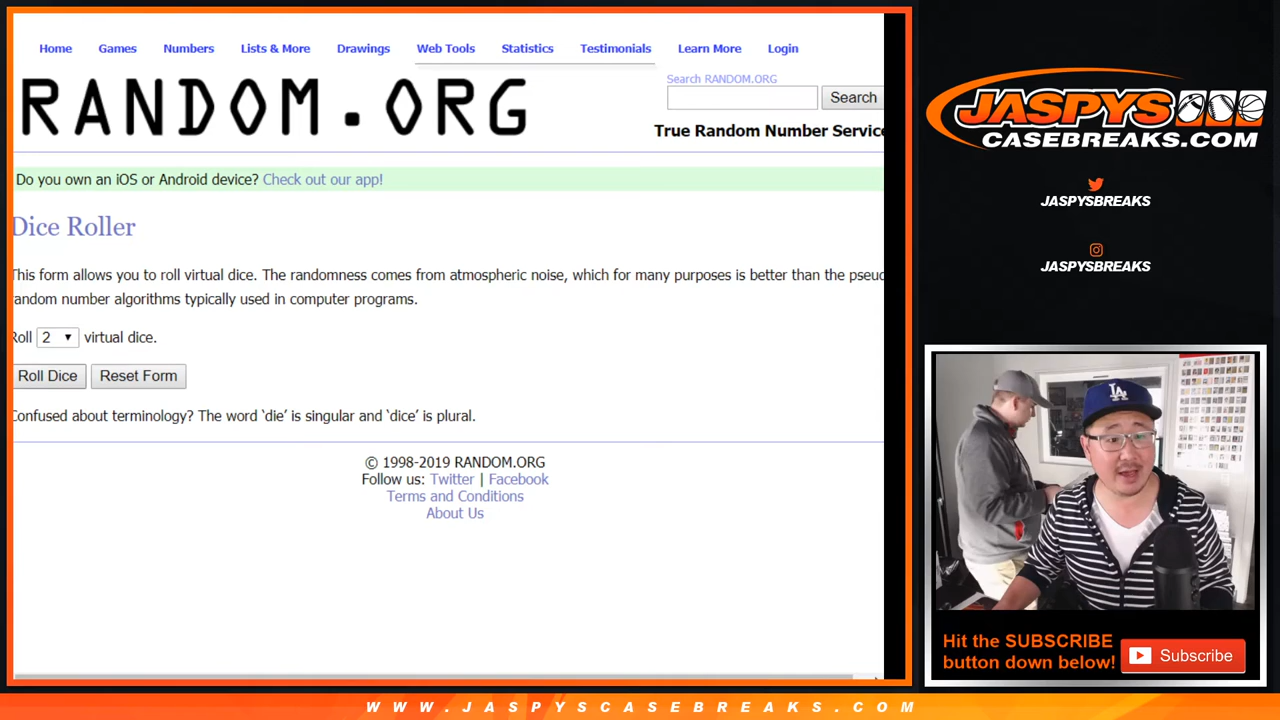 Home Games Numbers Lists & More Drawings Web Tools Statistics Testimonials Learn More Login
RANDOM.ORG
Search RANDOM.ORG
Search
True Random Number Service
Do you own an iOS or Android device? Check out our app!
Dice Roller
This form allows you to roll virtual dice. The randomness comes from atmospheric noise, which for many purposes is better than the pseud
random number algorithms typically used in computer programs.
Roll 2 virtual dice.
Roll Dice Reset Form
Confused about terminology? The word ‘die’ is singular and ‘dice’ is plural.
© 1998-2019 RANDOM.ORG
Follow us: Twitter | Facebook
Terms and Conditions
About Us
JASPYS
CASEBREAKS.COM
JASPYSBREAKS
JASPYSBREAKS
LA
Hit the SUBSCRIBE
button down below!
Subscribe
WWW.JASPYSCASEBREAKS.COM